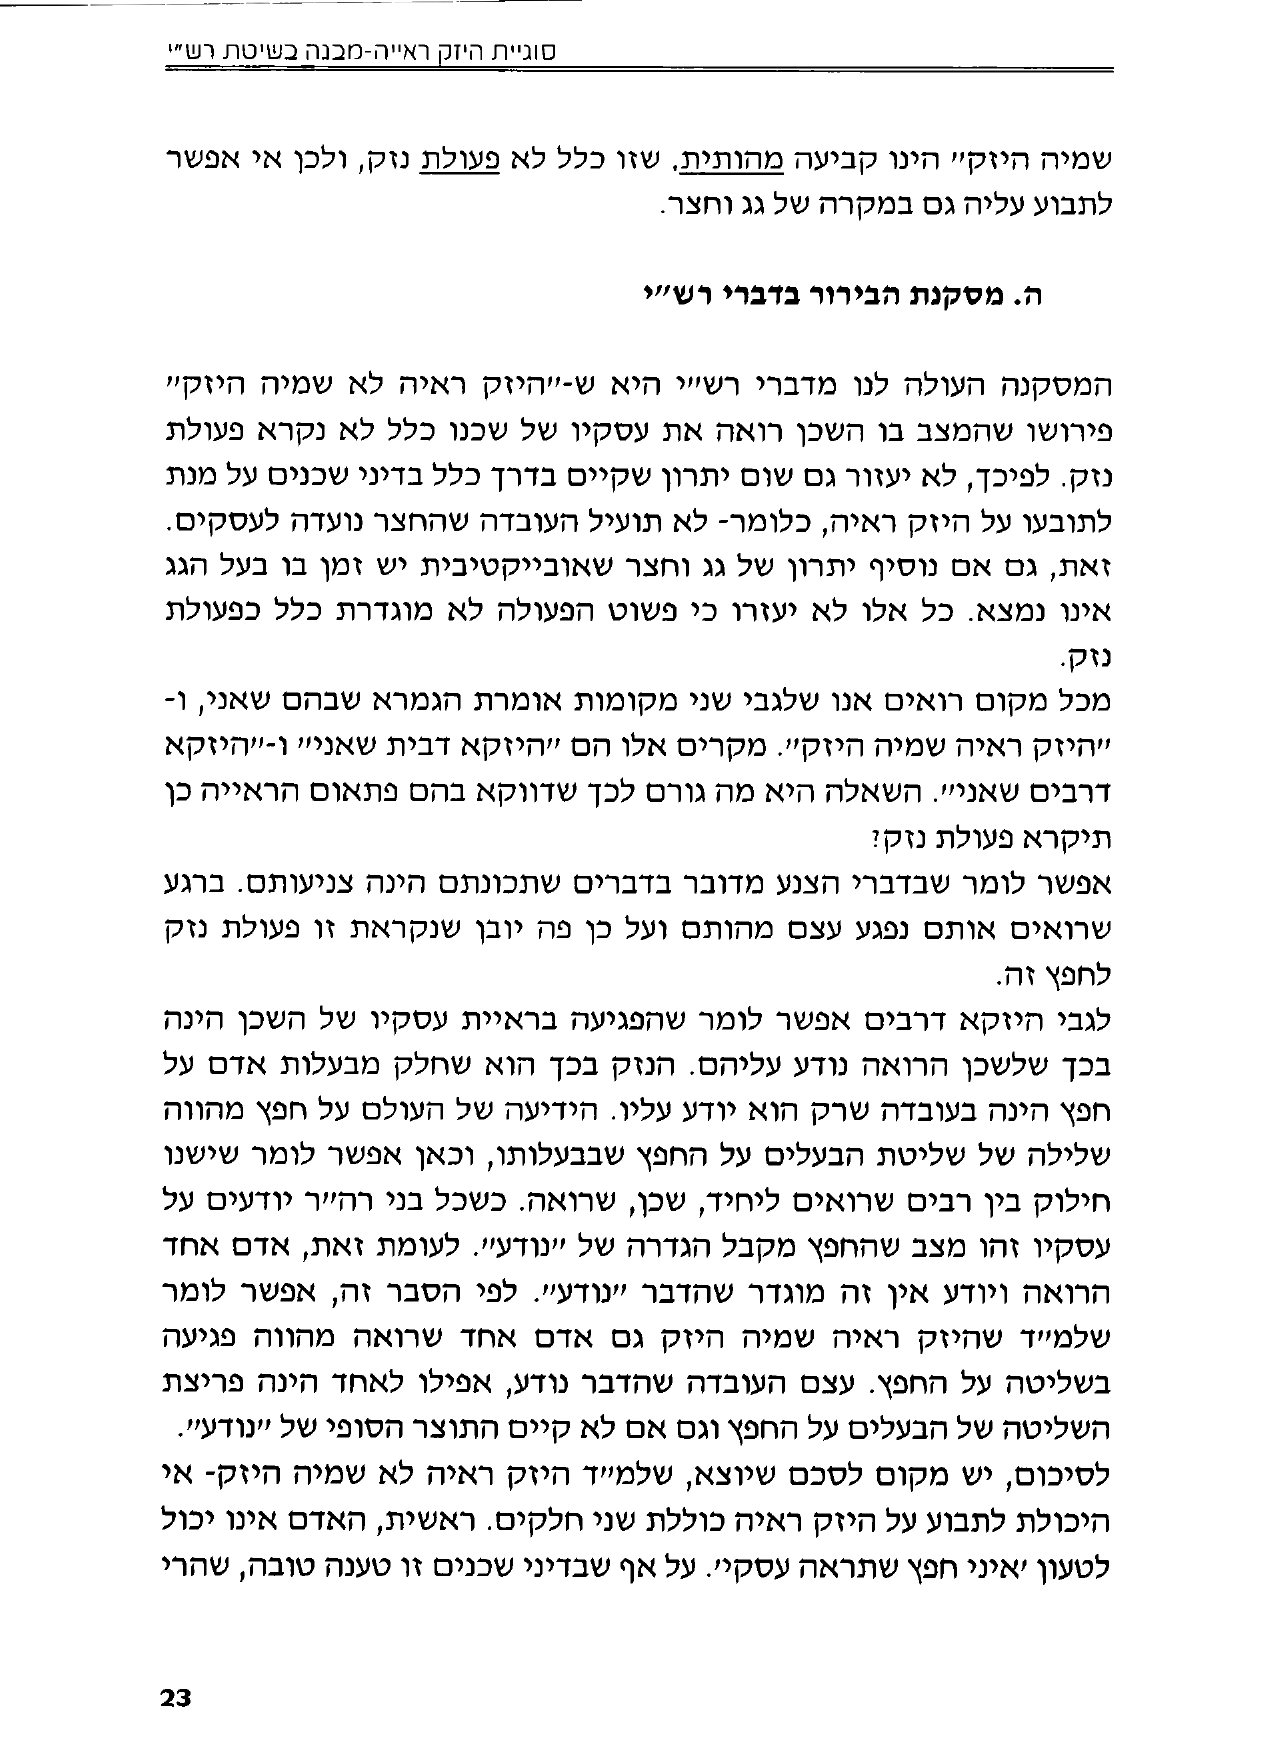 סוגיית היזק ראייה-מבנה בשיטת רש״י
שמיה היזק״ הינו קביעה מהותית, שזו כלל לא פעולת נזק, ולכן אי אפשר
לתבוע עליה גם במקרה של גג וחצר.
ה. מסקנת הבירור בדברי רש״י
המסקנה העולה לנו מדברי רש״י היא ש-״היזק ראיה לא שמיה היזק״
פירושו שהמצב בו השכן רואה את עסקיו של שכנו כלל לא נקרא פעולת
נזק. לפיכך, לא יעזור גם שום יתרון שקיים בדרך כלל בדיני שכנים על מנת
לתובעו על היזק ראיה, כלומר- לא תועיל העובדה שהחצר נועדה לעסקים.
זאת, גם אם נוסיף יתרון של גג וחצר שאובייקטיבית יש זמן בו בעל הגג
אינו נמצא. כל אלו לא יעזרו כי פשוט הפעולה לא מוגדרת כלל כפעולת
נזק.
מכל מקום רואים אנו שלגבי שני מקומות אומרת הגמרא שבהם שאני, ו-
״היזק ראיה שמיה היזק״. מקרים אלו הם ״היזקא דבית שאני״ ו-״היזקא
דרבים שאני״. השאלה היא מה גורם לכך שדווקא בהם פתאום הראייה כן
תיקרא פעולת נזק?
אפשר לומר שבדברי הצנע מדובר בדברים שתכונתם הינה צניעותם. ברגע
שרואים אותם נפגע עצם מהותם ועל כן פה יובן שנקראת זו פעולת נזק
לחפץ זה.
לגבי היזקא דרבים אפשר לומר שהפגיעה בראיית עסקיו של השכן הינה
בכך שלשכן הרואה נודע עליהם. הנזק בכך הוא שחלק מבעלות אדם על
חפץ הינה בעובדה שרק הוא יודע עליו. הידיעה של העולם על חפץ מהווה
שלילה של שליטת הבעלים על החפץ שבבעלותו, וכאן אפשר לומר שישנו
חילוק בין רבים שרואים ליחיד, שכן, שרואה. כשכל בני רה״ר יודעים על
עסקיו זהו מצב שהחפץ מקבל הגדרה של ״נודע״. לעומת זאת, אדם אחד
הרואה ויודע אין זה מוגדר שהדבר ״נודע״. לפי הסבר זה, אפשר לומר
שלמ״ד שהיזק ראיה שמיה היזק גם אדם אחד שרואה מהווה פגיעה
בשליטה על החפץ. עצם העובדה שהדבר נודע, אפילו לאחד הינה פריצת
השליטה של הבעלים על החפץ וגם אם לא קיים התוצר הסופי של ״נודע״.
לסיכום, יש מקום לסכם שיוצא, שלמ״ד היזק ראיה לא שמיה היזק- אי
היכולת לתבוע על היזק ראיה כוללת שני חלקים. ראשית, האדם אינו יכול
לטעון ׳איני חפץ שתראה עסקי׳. על אף שבדיני שכנים זו טענה טובה, שהרי
23